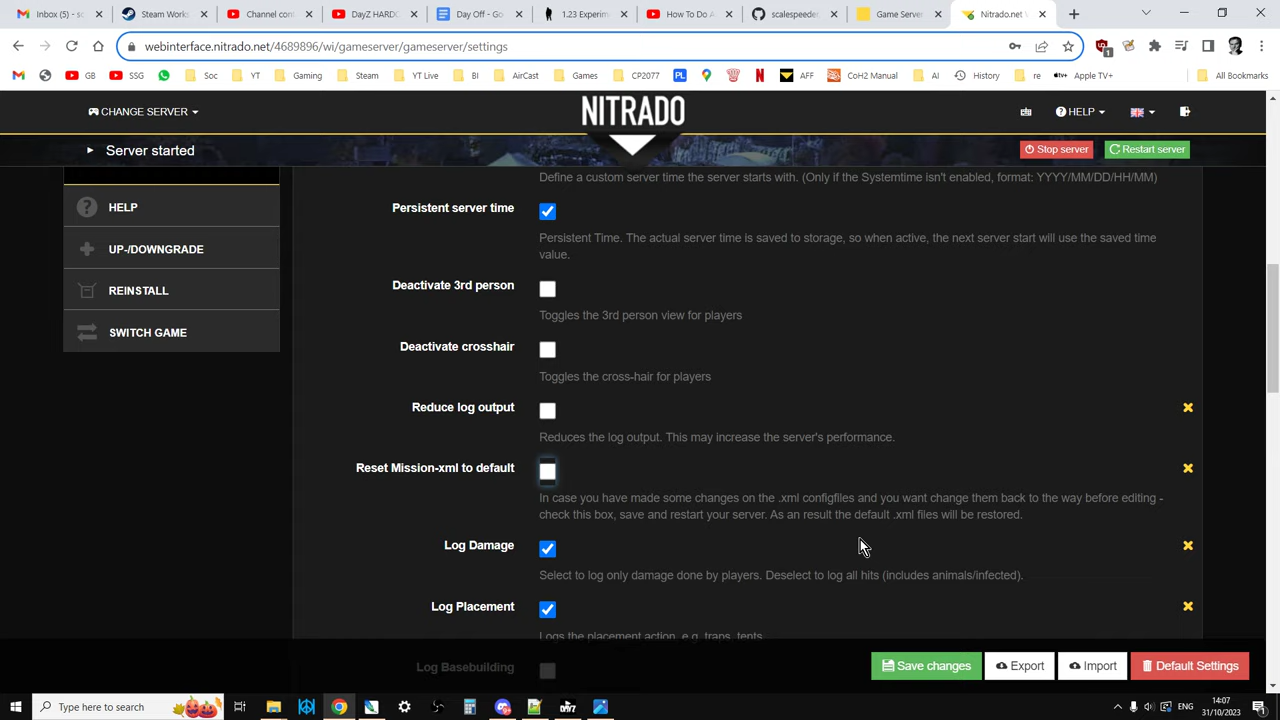 Inbox (5) - sc
Steam Works
Channel con
DayZ HARDC
Day Off - Go
1.23 Experim
How To Do A
scalespeeder
Game Server
Nitrado.net V
webinterface.nitrado.net/4689896/wi/gameserver/gameserver/settings
1
GB
SSG
Soc
YT
Gaming
Steam
YT Live
BI
AirCast
Games
CP2077
PL
AFF
CoH2 Manual
AI
History
re
Apple TV+
All Bookmarks
CHANGE SERVER
NITRADO
HELP
Server started
Stop server
Restart server
HELP
UP-/DOWNGRADE
REINSTALL
SWITCH GAME
Define a custom server time the server starts with. (Only if the Systemtime isn't enabled, format: YYYY/MM/DD/HH/MM)
Persistent server time
Persistent Time. The actual server time is saved to storage, so when active, the next server start will use the saved time
value.
Deactivate 3rd person
Toggles the 3rd person view for players
Deactivate crosshair
Toggles the cross-hair for players
Reduce log output
Reduces the log output. This may increase the server's performance.
Reset Mission-xml to default
In case you have made some changes on the .xml configfiles and you want change them back to the way before editing -
check this box, save and restart your server. As an result the default .xml files will be restored.
Log Damage
Select to log only damage done by players. Deselect to log all hits (includes animals/infected).
Log Placement
Logs the placement action, e.g. traps, tents
Log Basebuilding
Save changes
Export
Import
Default Settings
Type here to search
ENG
14:07
31/10/2023